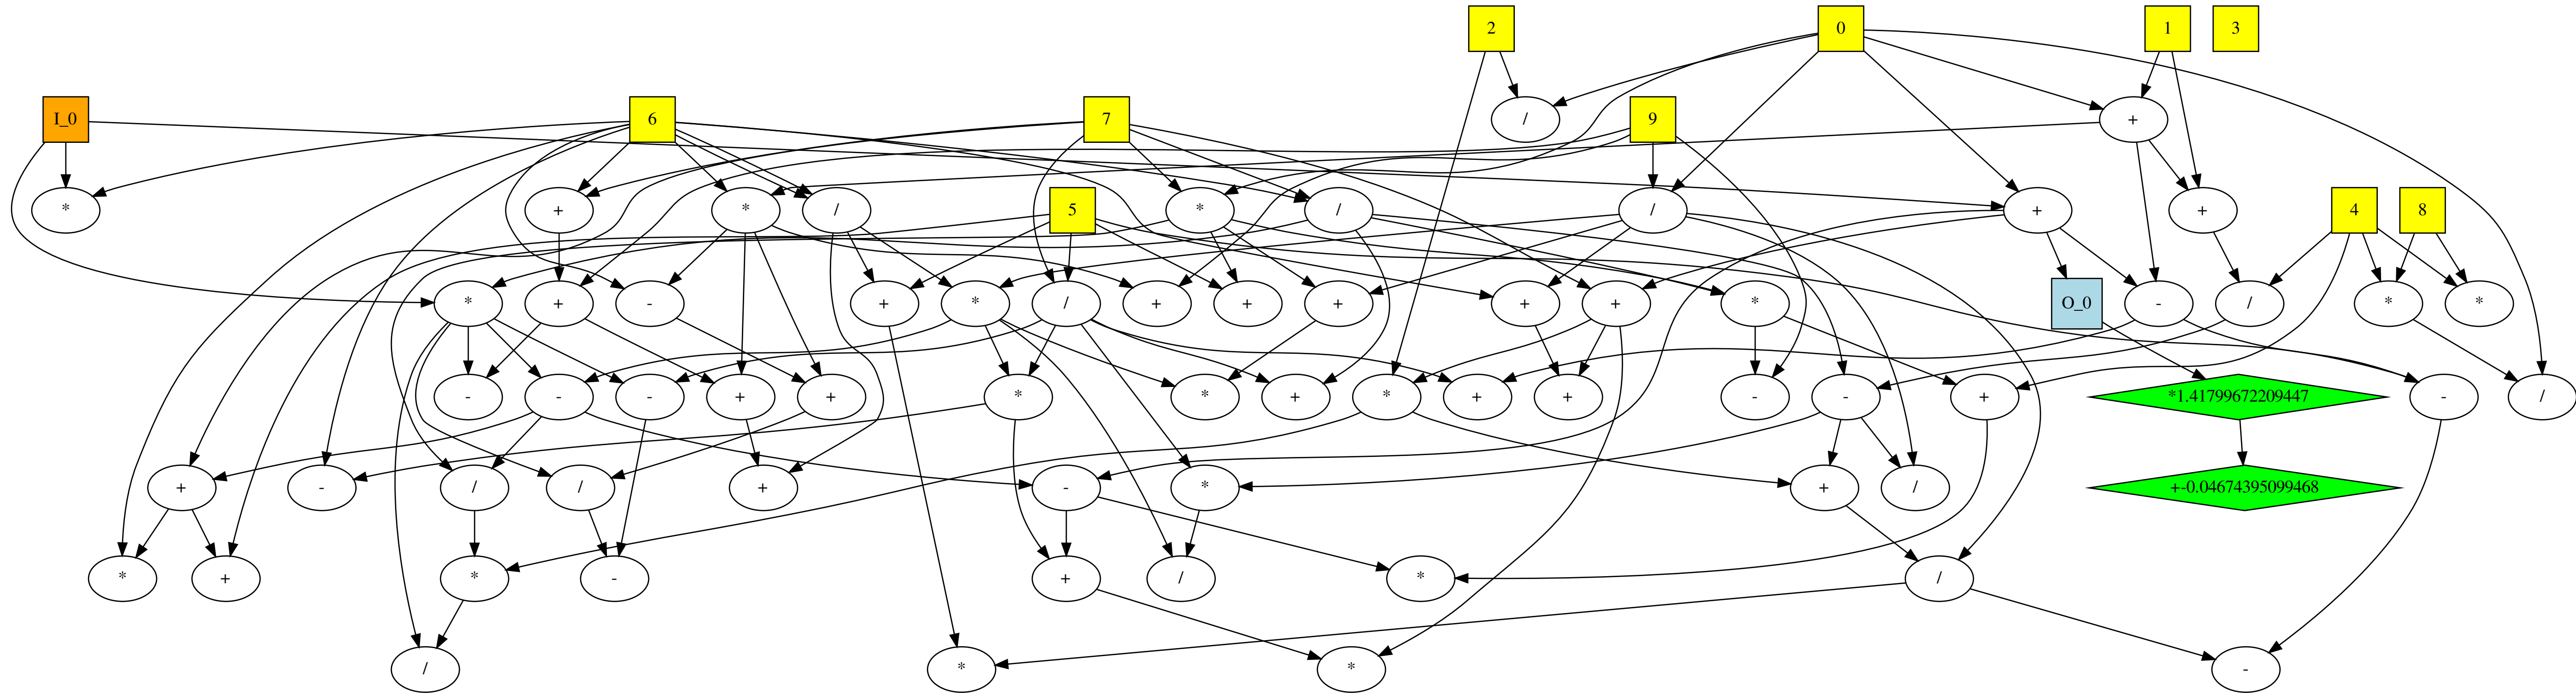 2 0 1 3
I_0 6 7 / 9 +
* + * / * / / + + 4 8
5
* + - + * / + + + + + * O_0 - / * *
- - - + + * * + * + + - - + *1.41799672209447 - /
+ - / / + - * + / +-0.04674395099468
* + * - + / * /
/ * * -